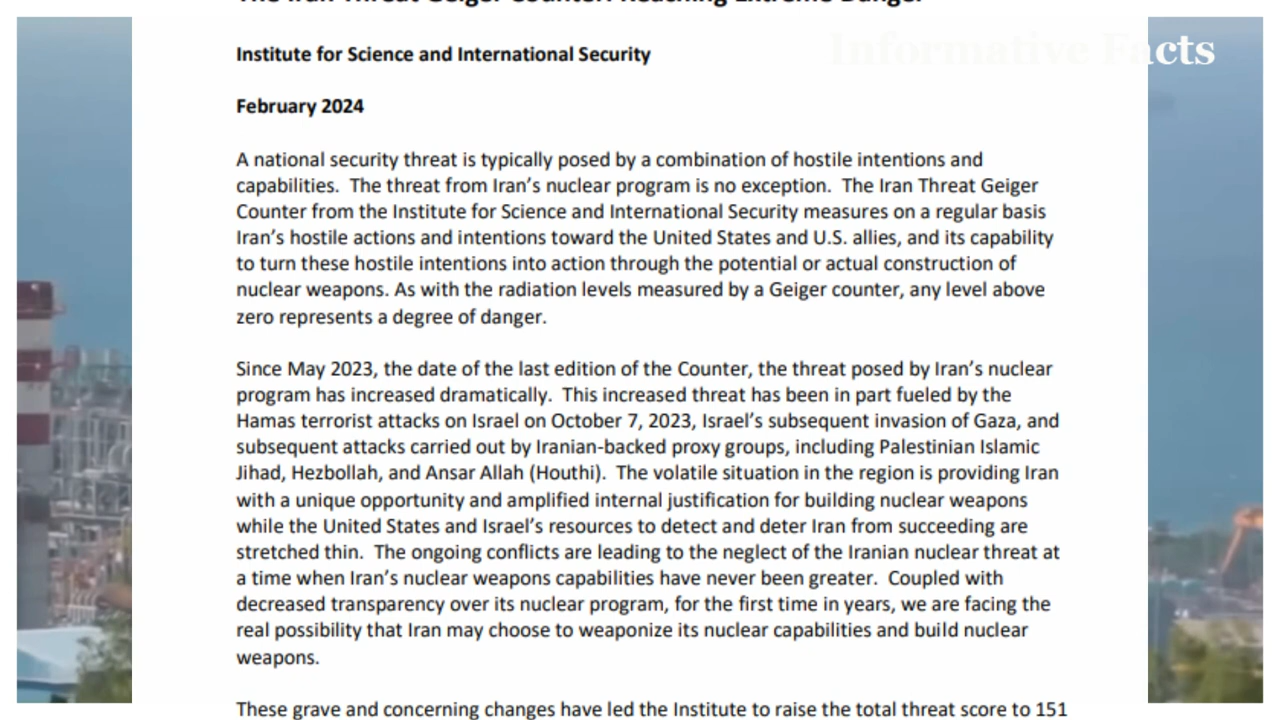 The Iran Threat Geiger Counter: Reaching Extreme Danger
Informative Facts
Institute for Science and International Security
February 2024
A national security threat is typically posed by a combination of hostile intentions and
capabilities.  The threat from Iran's nuclear program is no exception.  The Iran Threat Geiger
Counter from the Institute for Science and International Security measures on a regular basis
Iran's hostile actions and intentions toward the United States and U.S. allies, and its capability
to turn these hostile intentions into action through the potential or actual construction of
nuclear weapons. As with the radiation levels measured by a Geiger counter, any level above
zero represents a degree of danger.
Since May 2023, the date of the last edition of the Counter, the threat posed by Iran's nuclear
program has increased dramatically.  This increased threat has been in part fueled by the
Hamas terrorist attacks on Israel on October 7, 2023, Israel's subsequent invasion of Gaza, and
subsequent attacks carried out by Iranian-backed proxy groups, including Palestinian Islamic
Jihad, Hezbollah, and Ansar Allah (Houthi).  The volatile situation in the region is providing Iran
with a unique opportunity and amplified internal justification for building nuclear weapons
while the United States and Israel's resources to detect and deter Iran from succeeding are
stretched thin.  The ongoing conflicts are leading to the neglect of the Iranian nuclear threat at
a time when Iran's nuclear weapons capabilities have never been greater.  Coupled with
decreased transparency over its nuclear program, for the first time in years, we are facing the
real possibility that Iran may choose to weaponize its nuclear capabilities and build nuclear
weapons.
These grave and concerning changes have led the Institute to raise the total threat score to 151